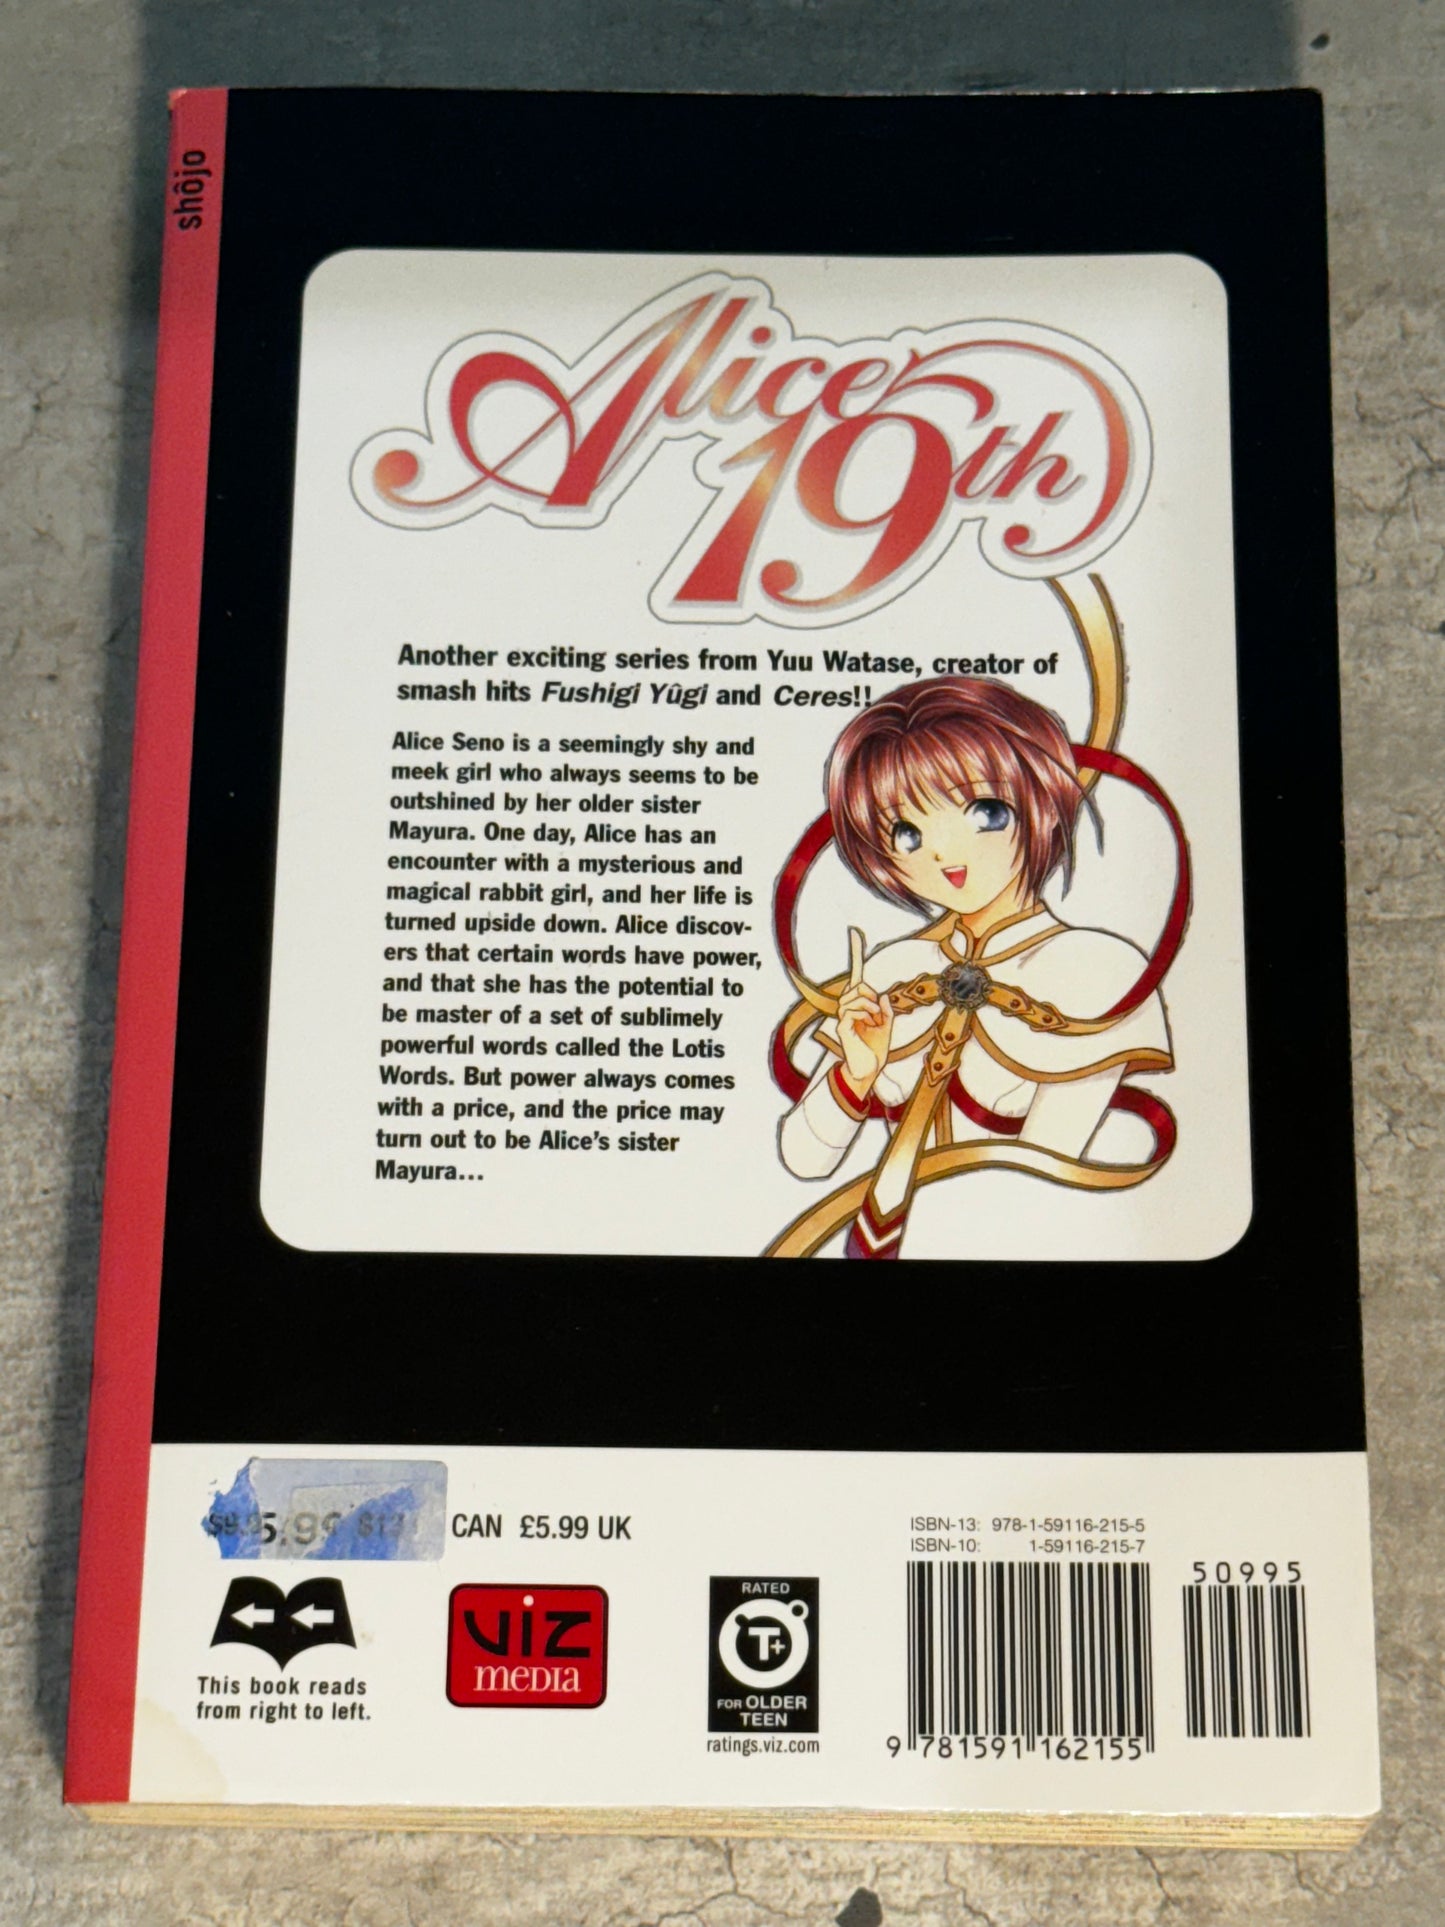 shôjo
Alice
19th
Another exciting series from Yuu Watase, creator of
smash hits Fushigi Yûgi and Ceres!!
Alice Seno is a seemingly shy and
meek girl who always seems to be
outshined by her older sister
Mayura. One day, Alice has an
encounter with a mysterious and
magical rabbit girl, and her life is
turned upside down. Alice discov-
ers that certain words have power,
and that she has the potential to
be master of a set of sublimely
powerful words called the Lotis
Words. But power always comes
with a price, and the price may
turn out to be Alice's sister
Mayura...
5.99 CAN £5.99 UK
ISBN-13: 978-1-59116-215-5
ISBN-10: 1-59116-215-7
50995
9 781591 162155
This book reads
from right to left.
VIZ
MEDIA
RATED
T+
FOR OLDER
TEEN
ratings.viz.com